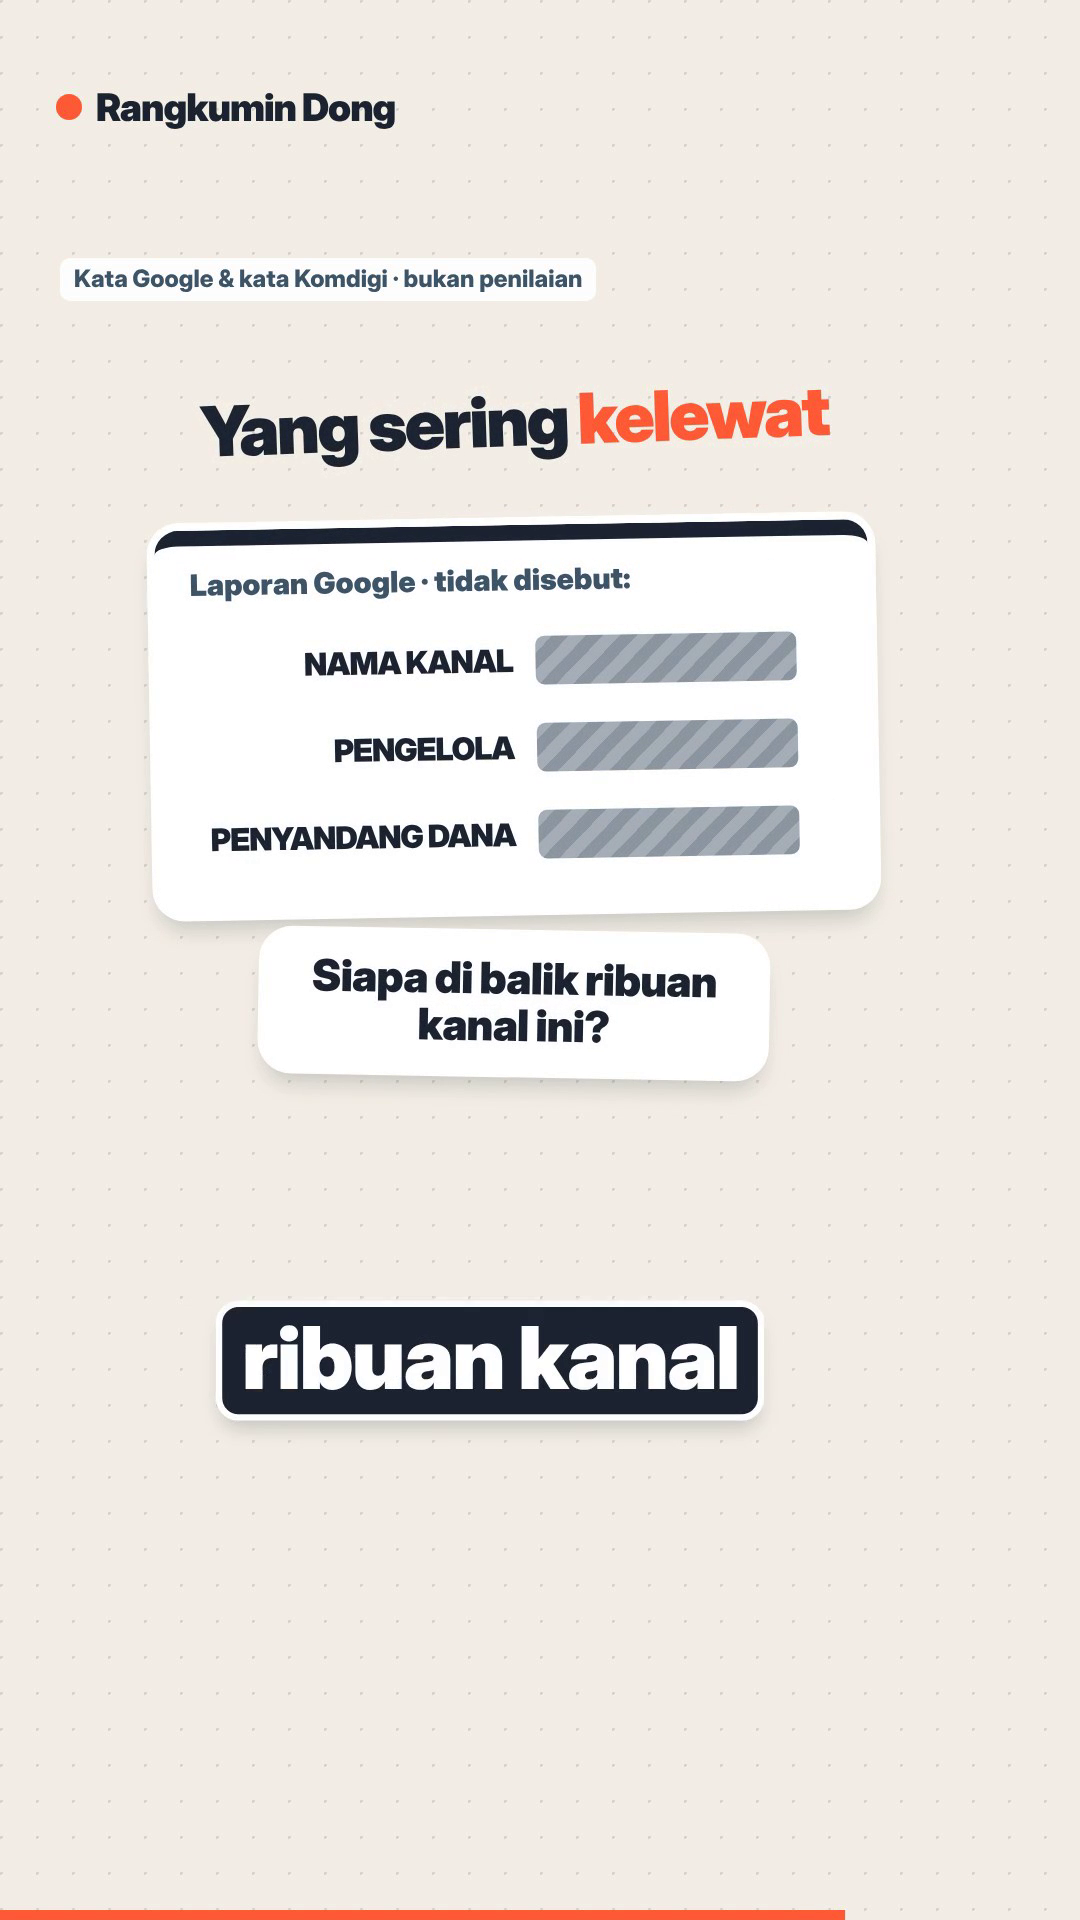 Rangkumin Dong
Kata Google & kata Komdigi · bukan penilaian
Yang sering kelewat
Laporan Google · tidak disebut:
NAMA KANAL
PENGELOLA
PENYANDANG DANA
Siapa di balik ribuan
kanal ini?
ribuan kanal